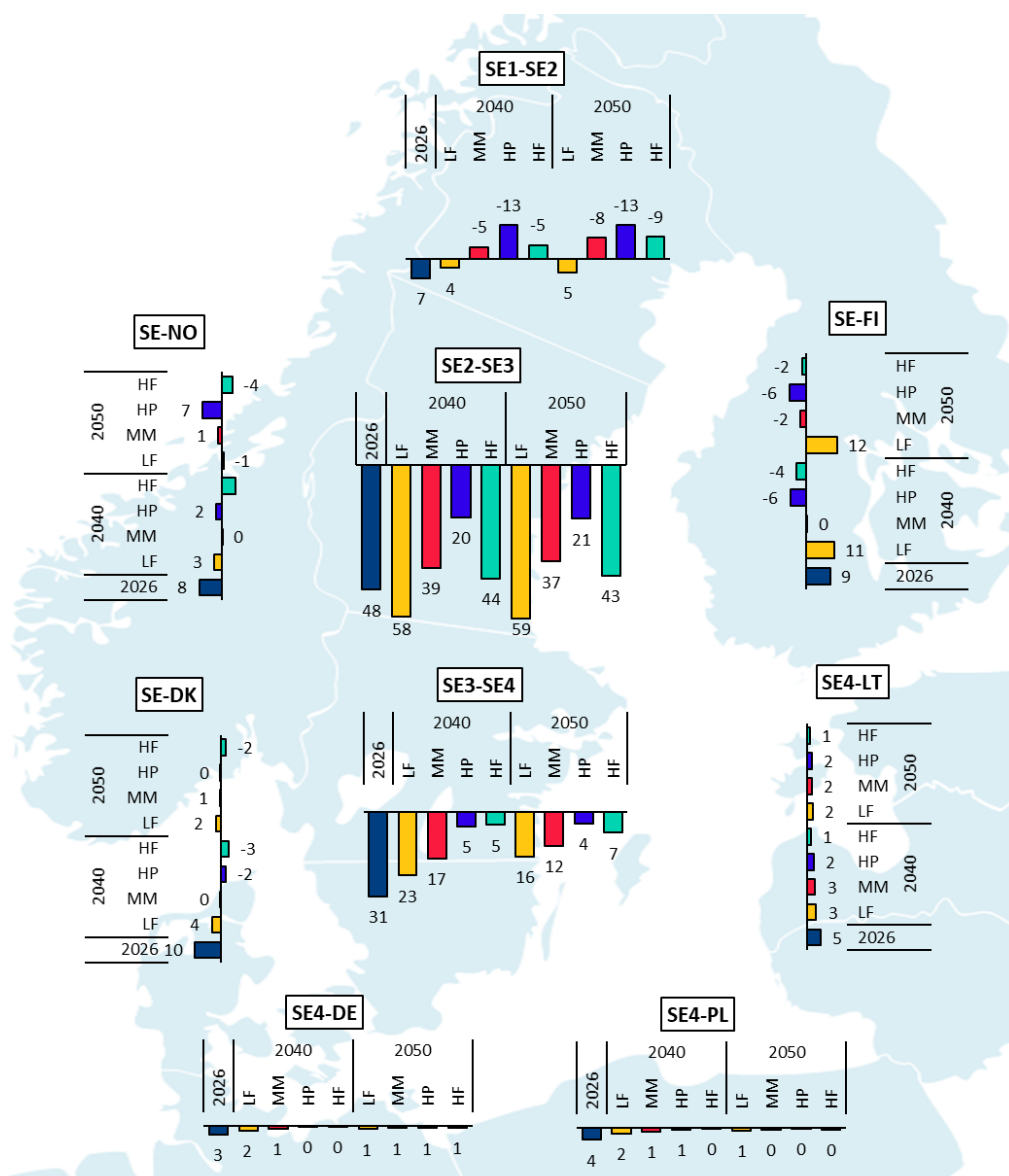 SE1-SE2
2040 2050
2026 LF MM HP HF LF MM HP HF
7 4 -5 -13 -5 5 -8 -13 -9
SE-NO
2050
HF -4
HP 7
MM 1
LF -1
2040
HF
HP 2
MM 0
LF 3
2026 8
SE2-SE3
2040 2050
2026 LF MM HP HF LF MM HP HF
48 58 39 20 44 59 37 21 43
SE-FI
2050
-2 HF
-6 HP
-2 MM
12 LF
2040
-4 HF
-6 HP
0 MM
11 LF
9 2026
SE-DK
2050
HF -2
HP 0
MM 1
LF 2
2040
HF -3
HP -2
MM 0
LF 4
2026 10
SE3-SE4
2040 2050
2026 LF MM HP HF LF MM HP HF
31 23 17 5 5 16 12 4 7
SE4-LT
2050
1 HF
2 HP
2 MM
2 LF
2040
1 HF
2 HP
3 MM
3 LF
5 2026
SE4-DE
2040 2050
2026 LF MM HP HF LF MM HP HF
3 2 1 0 0 1 1 1 1
SE4-PL
2040 2050
2026 LF MM HP HF LF MM HP HF
4 2 1 1 0 1 0 0 0